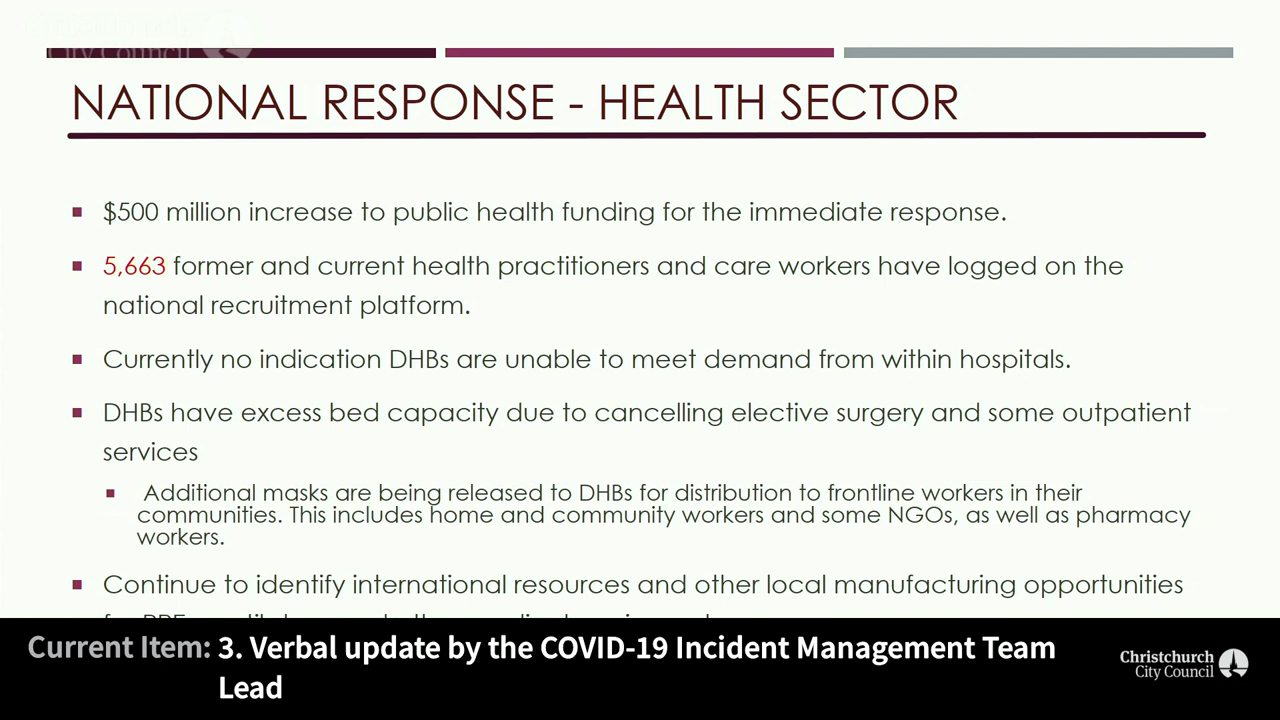 City Council
NATIONAL RESPONSE - HEALTH SECTOR
$500 million increase to public health funding for the immediate response.
5,663 former and current health practitioners and care workers have logged on the
national recruitment platform.
Currently no indication DHBs are unable to meet demand from within hospitals.
DHBs have excess bed capacity due to cancelling elective surgery and some outpatient
services
Additional masks are being released to DHBs for distribution to frontline workers in their
communities. This includes home and community workers and some NGOs, as well as pharmacy
workers.
Continue to identify international resources and other local manufacturing opportunities
Current Item: 3. Verbal update by the COVID-19 Incident Management Team
Lead
Christchurch
City Council